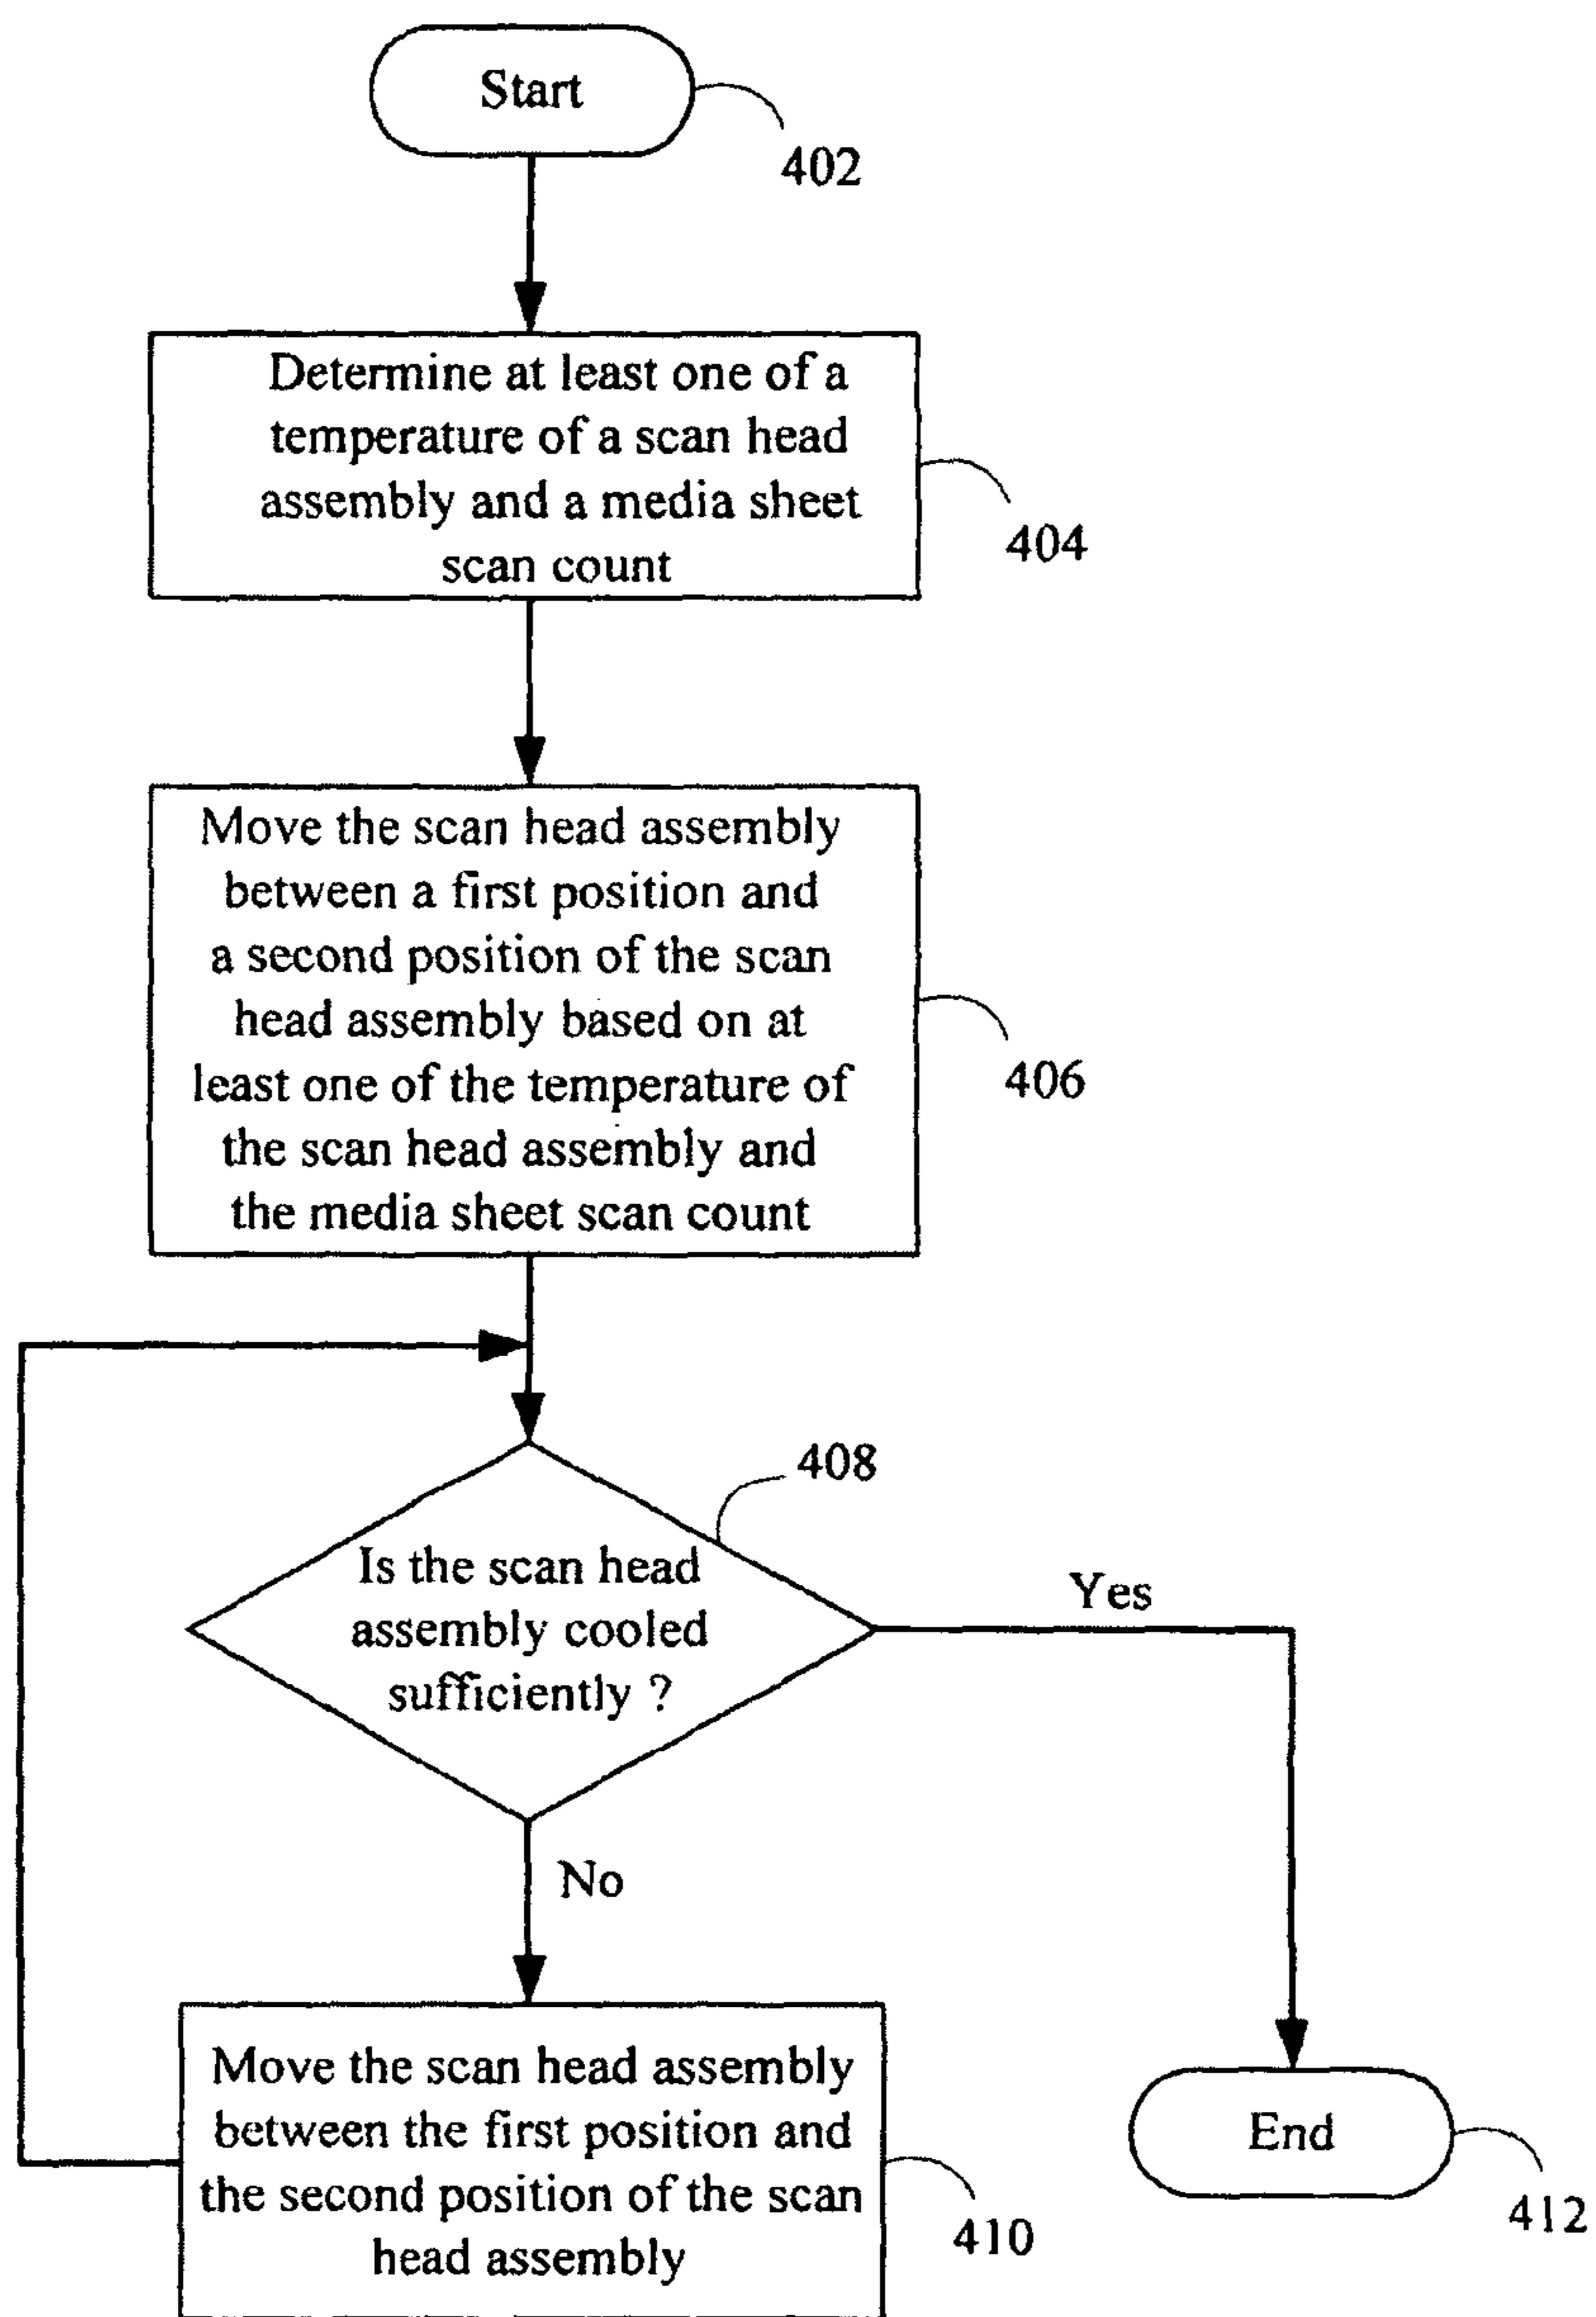 Start
402
Determine at least one of a
temperature of a scan head
assembly and a media sheet
scan count
404
Move the scan head assembly
between a first position and
a second position of the scan
head assembly based on at
least one of the temperature of
the scan head assembly and
the media sheet scan count
406
408
Is the scan head
assembly cooled
sufficiently ?
Yes
No
Move the scan head assembly
between the first position and
the second position of the scan
head assembly
410
End
412